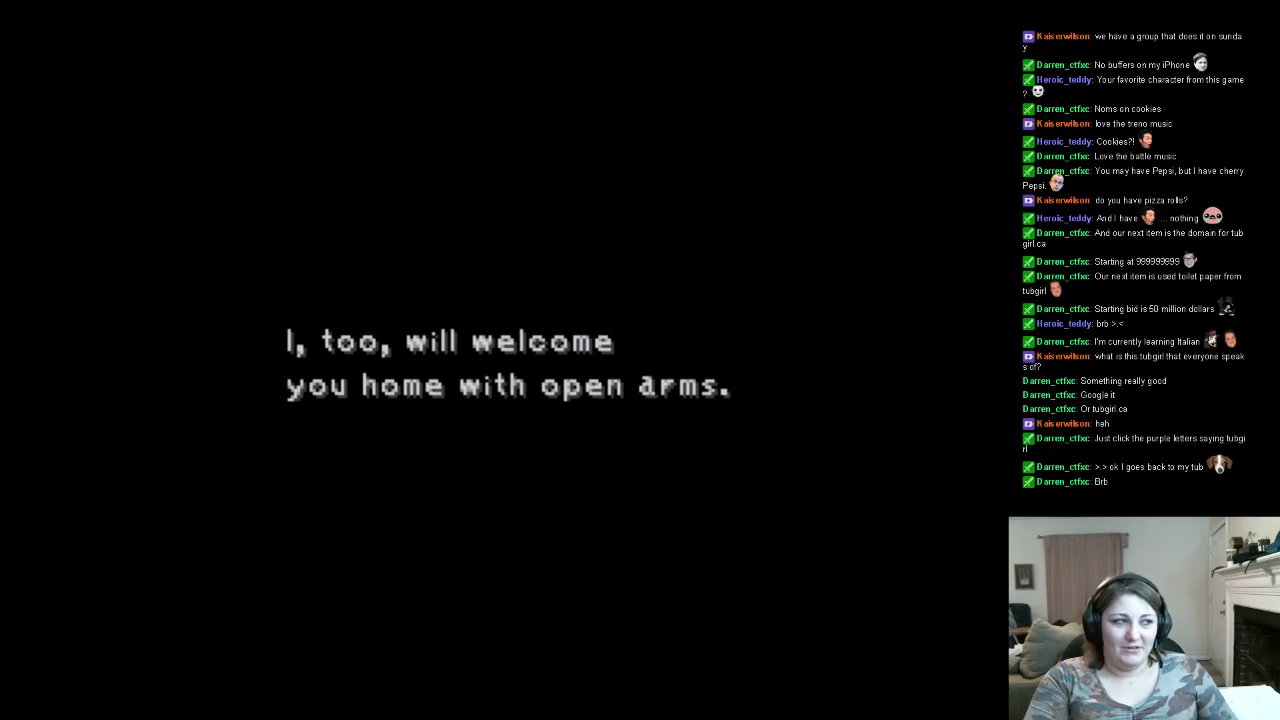 I, too, will welcome
you home with open arms.
Kaiserwilson: we have a group that does it on sunda
y
Darren_ctfxc: No buffers on my iPhone
Heroic_teddy: Your favorite character from this game
?
Darren_ctfxc: Noms on cookies
Kaiserwilson: love the treno music
Heroic_teddy: Cookies?!
Darren_ctfxc: Love the battle music
Darren_ctfxc: You may have Pepsi, but I have cherry
Pepsi.
Kaiserwilson: do you have pizza rolls?
Heroic_teddy: And I have ... nothing
Darren_ctfxc: And our next item is the domain for tub
girl.ca
Darren_ctfxc: Starting at 999999999
Darren_ctfxc: Our next item is used toilet paper from
tubgirl
Darren_ctfxc: Starting bid is 50 million dollars
Heroic_teddy: brb >.<
Darren_ctfxc: I'm currently learning Italian
Kaiserwilson: what is this tubgirl that everyone speak
s of?
Darren_ctfxc: Something really good
Darren_ctfxc: Google it
Darren_ctfxc: Or tubgirl.ca
Kaiserwilson: heh
Darren_ctfxc: Just click the purple letters saying tubgi
rl
Darren_ctfxc: >.> ok I goes back to my tub
Darren_ctfxc: Brb